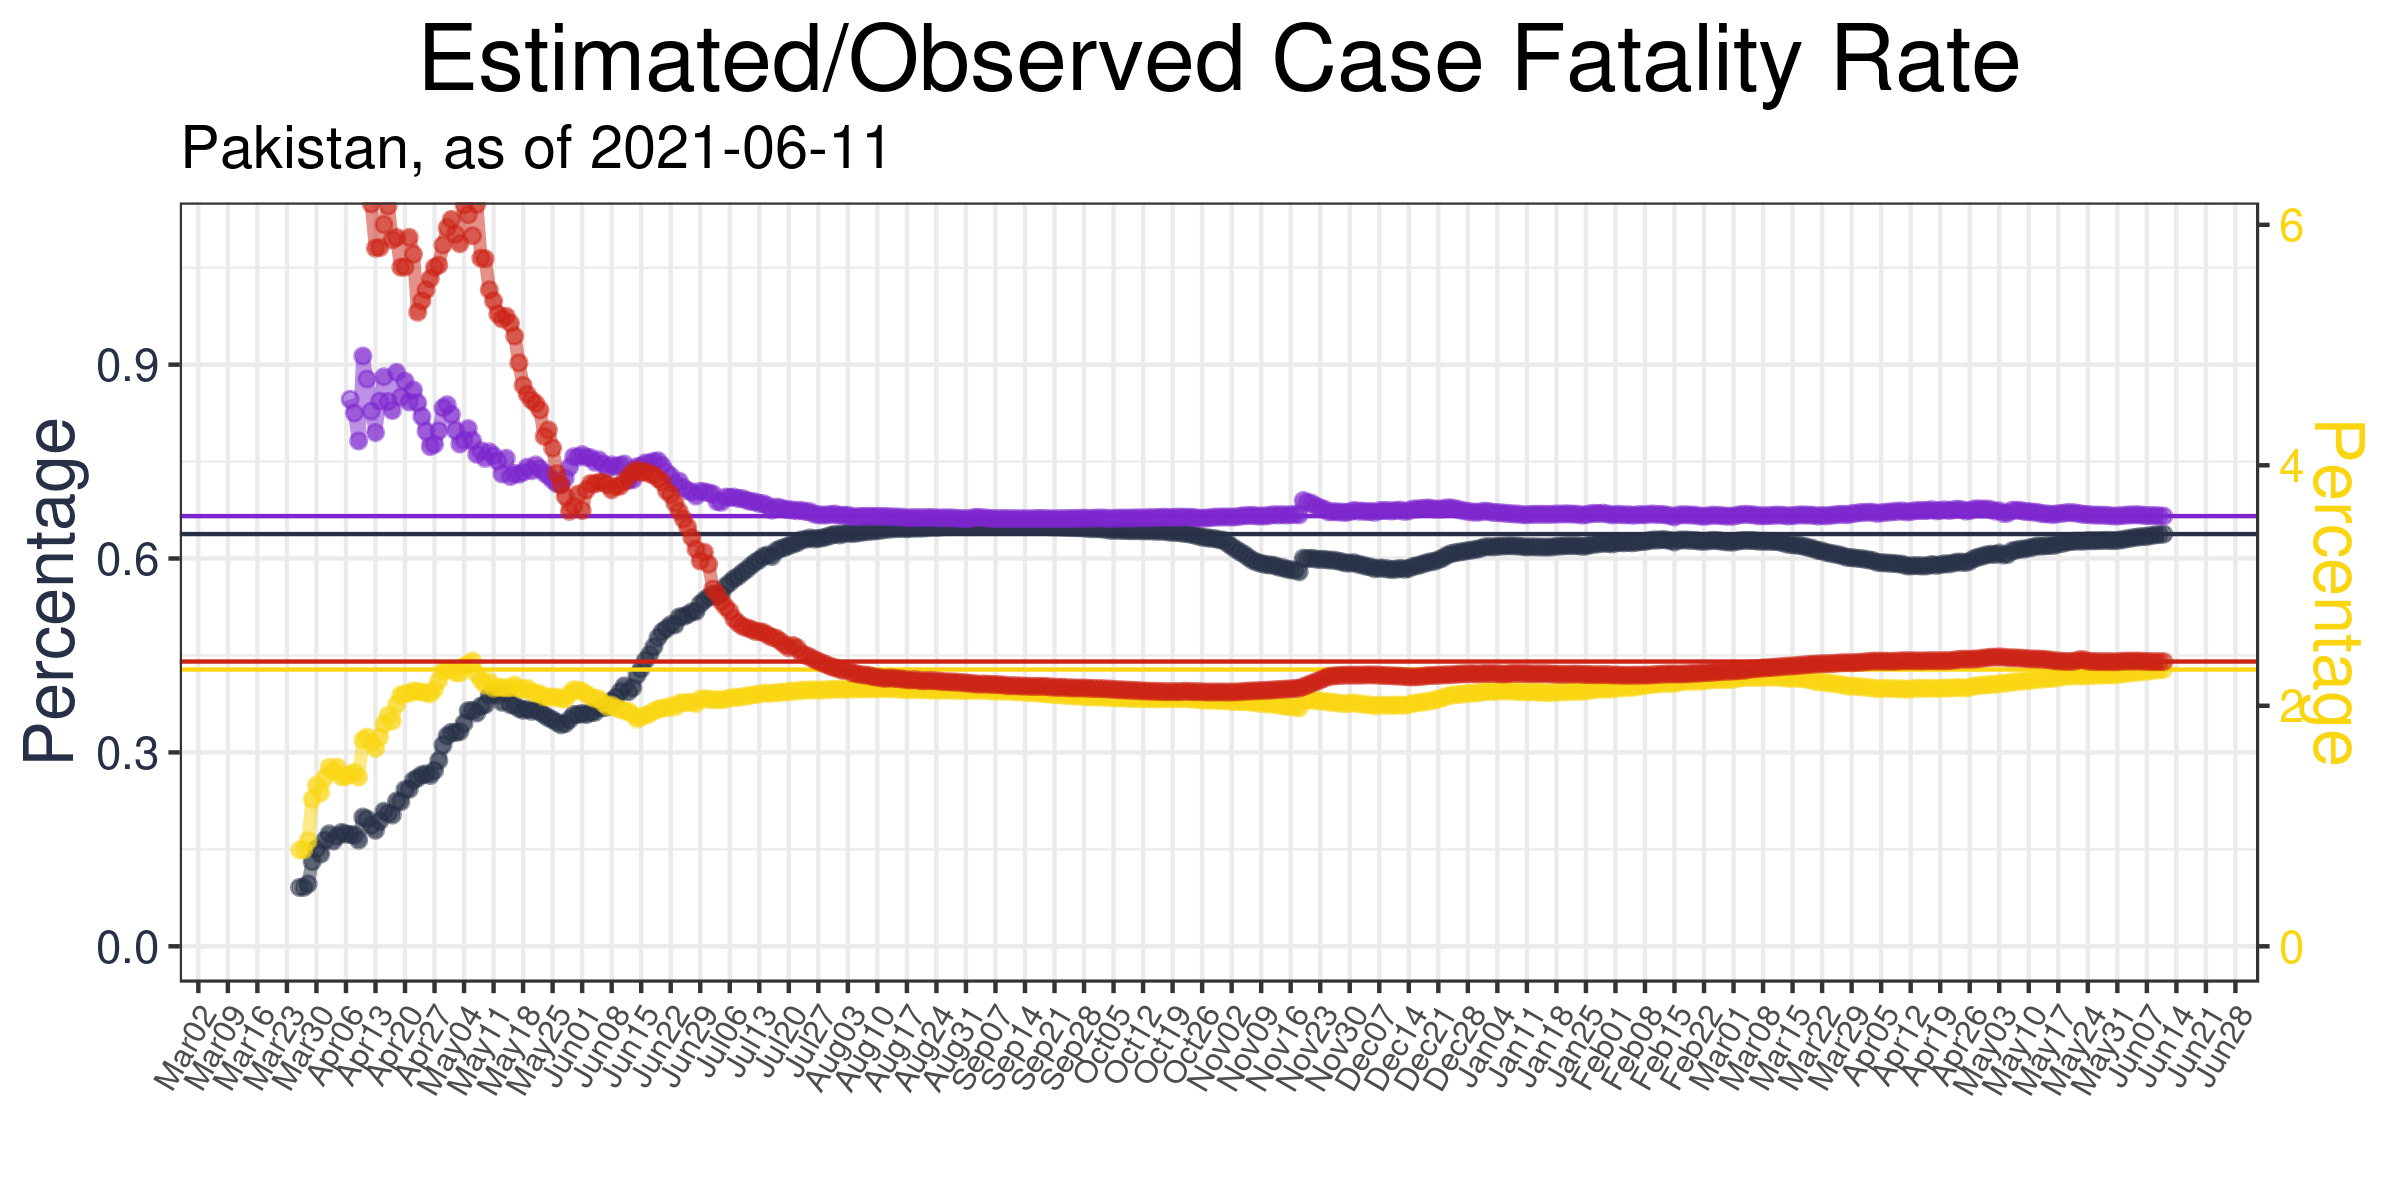 Estimated/Observed Case Fatality Rate
Pakistan, as of 2021-06-11
Percentage
0.9
0.6
0.3
0.0
6
4
2
0
Percentage
Mar02
Mar09
Mar16
Mar23
Mar30
Apr06
Apr13
Apr20
Apr27
May04
May11
May18
May25
Jun01
Jun08
Jun15
Jun22
Jun29
Jul06
Jul13
Jul20
Jul27
Aug03
Aug10
Aug17
Aug24
Aug31
Sep07
Sep14
Sep21
Sep28
Oct05
Oct12
Oct19
Oct26
Nov02
Nov09
Nov16
Nov23
Nov30
Dec07
Dec14
Dec21
Dec28
Jan04
Jan11
Jan18
Jan25
Feb01
Feb08
Feb15
Feb22
Mar01
Mar08
Mar15
Mar22
Mar29
Apr05
Apr12
Apr19
Apr26
May03
May10
May17
May24
May31
Jun07
Jun14
Jun21
Jun28